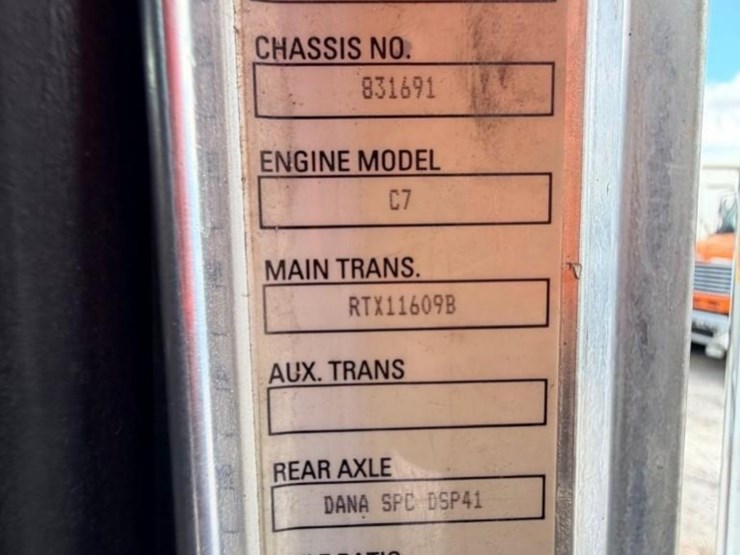 CHASSIS NO.
831691
ENGINE MODEL
C7
MAIN TRANS.
RTX11609B
AUX. TRANS
REAR AXLE
DANA SPC DSP41